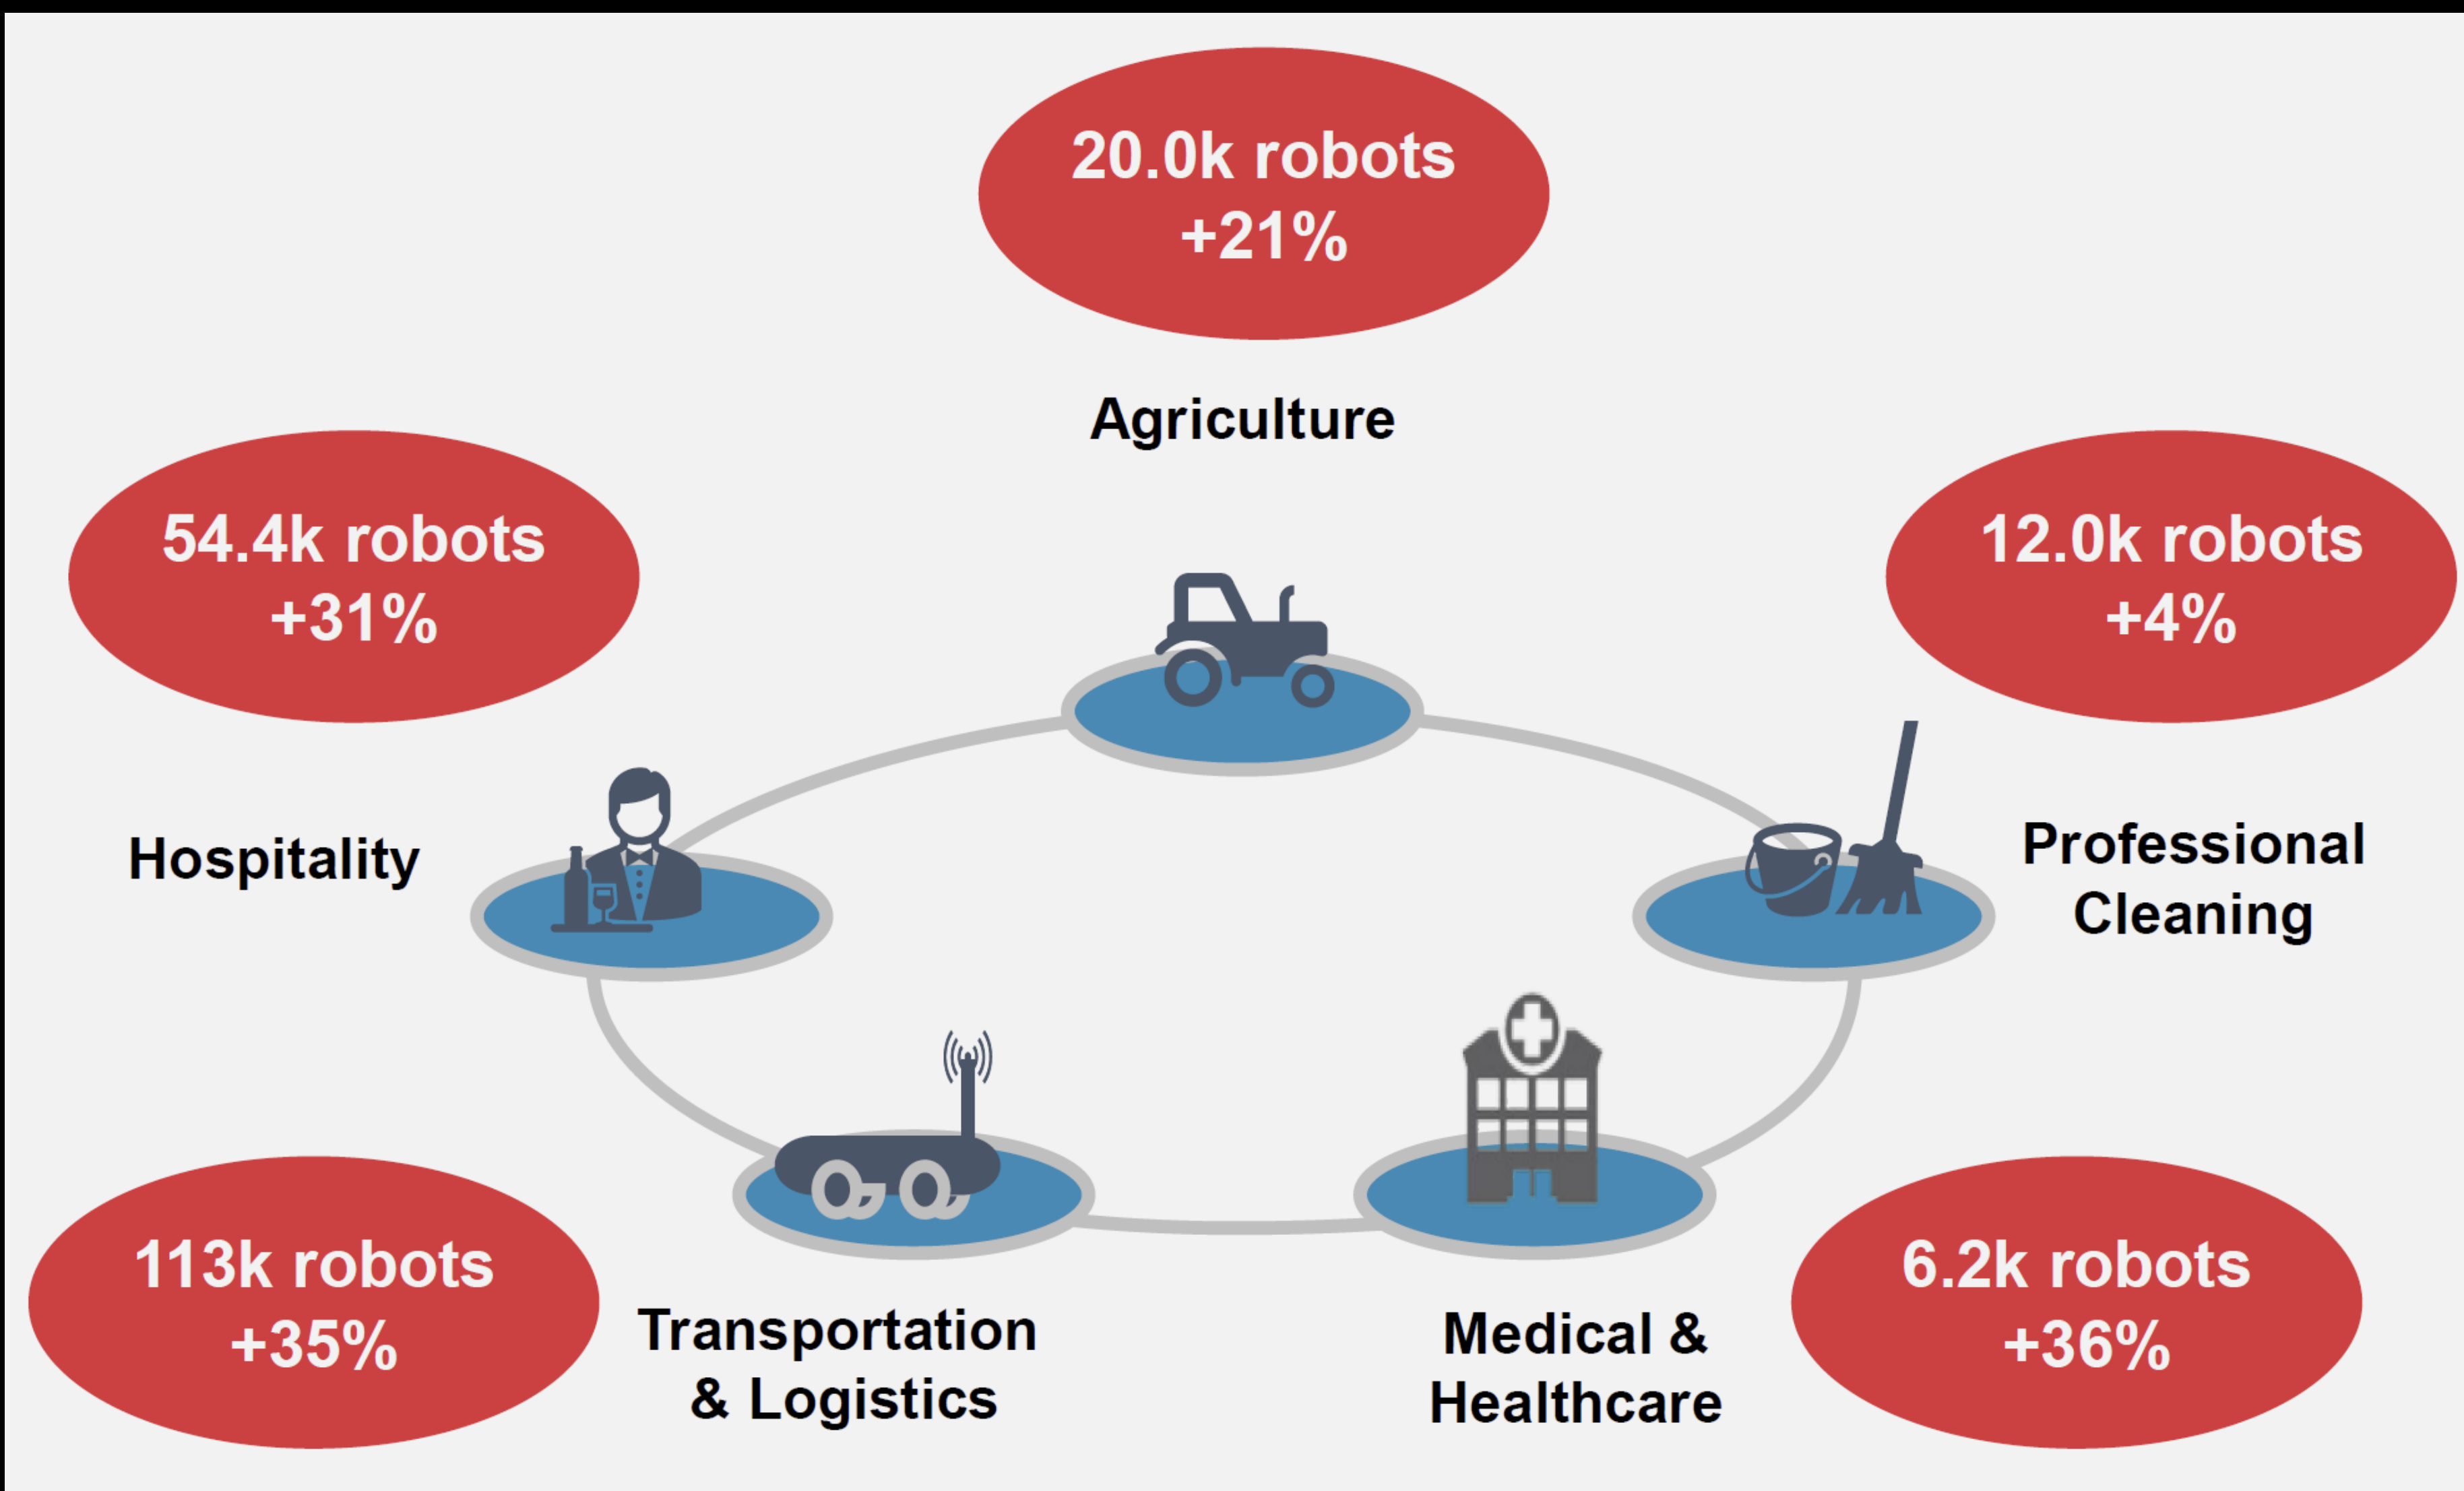 20.0k robots
+21%
Agriculture
54.4k robots
+31%
Hospitality
12.0k robots
+4%
Professional
Cleaning
113k robots
+35%
Transportation
& Logistics
Medical &
Healthcare
6.2k robots
+36%